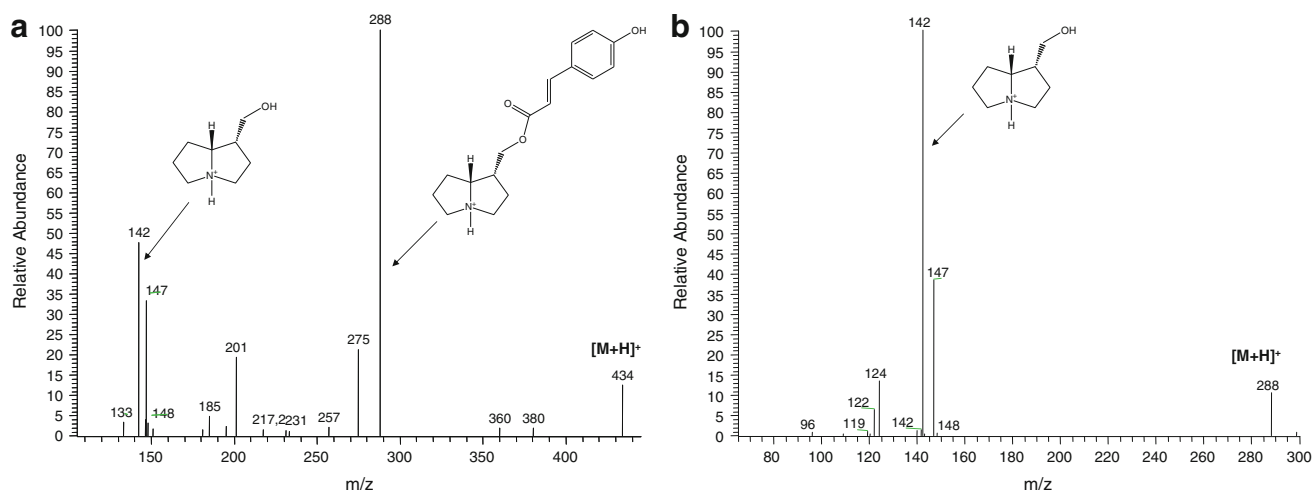 a
Relative Abundance
100
95
90
85
80
75
70
65
60
55
50
45
40
35
30
25
20
15
10
5
0
288
OH
O
O
H
N+
H
OH
H
N+
H
142
147
133
148
185
201
217,2
231
257
275
360
380
[M+H]+
434
150 200 250 300 350 400
m/z
b
Relative Abundance
100
95
90
85
80
75
70
65
60
55
50
45
40
35
30
25
20
15
10
5
0
142
OH
H
N+
H
147
124
122
96
119
142
148
[M+H]+
288
80 100 120 140 160 180 200 220 240 260 280 300
m/z